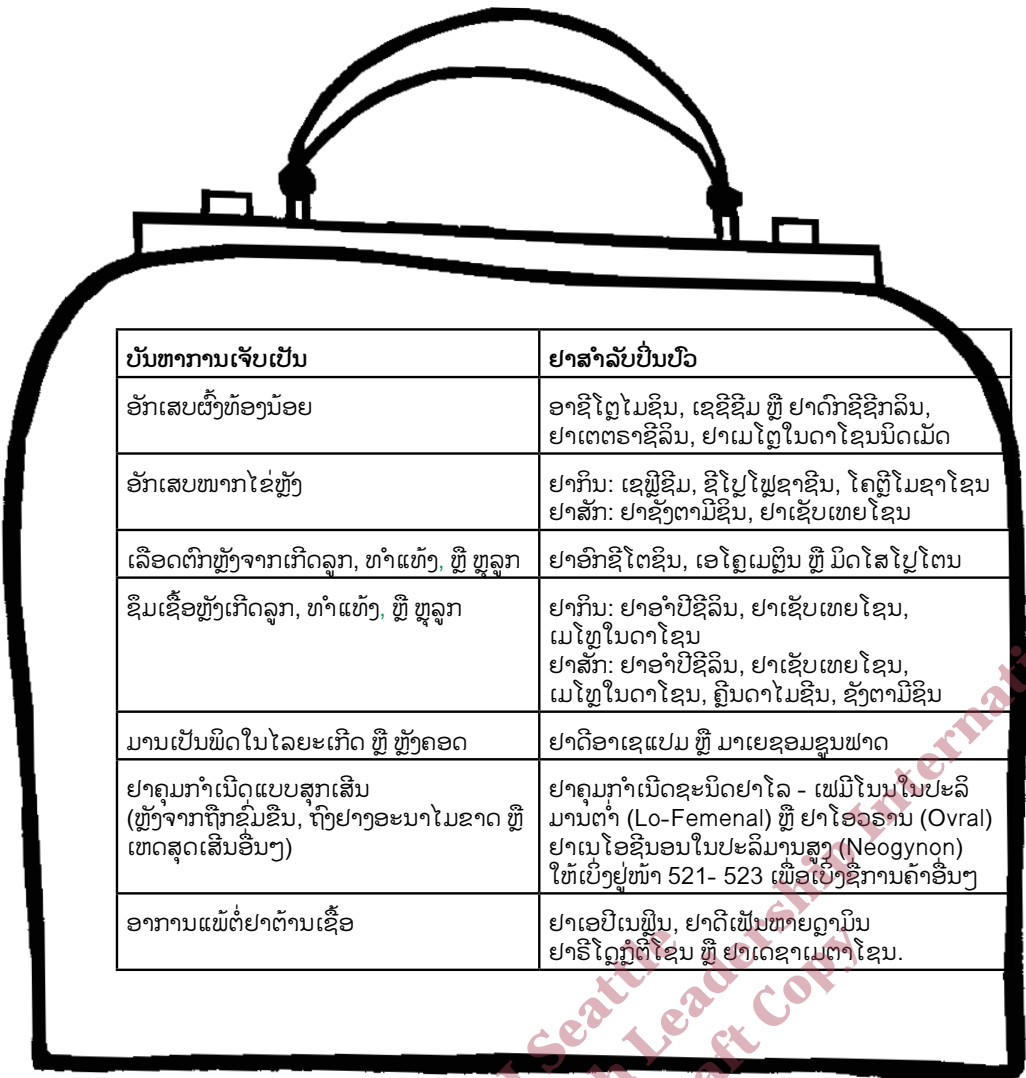 ບັນຫາການເຈັບເປັນ
ຢາສຳລັບປິ່ນປົວ
ອັກເສບຜົ້ງທ້ອງນ້ອຍ
ອາຊີໂຕຼໄມຊິນ, ເຊຊີຊີມ ຫຼື ຢາດົກຊີຊີກລິນ,
ຢາເຕຕຣາຊີລິນ, ຢາເມໂຕຼໃນດາໂຊນນິດເມັດ
ອັກເສບໝາກໄຂ່ຫຼັງ
ຢາກິນ: ເຊຟຼີຊີມ, ຊີໂປຼໂຟຼຊາຊີນ, ໂຄຕຼີໂມຊາໂຊນ
ຢາສັກ: ຢາຊັງຕາມີຊິນ, ຢາເຊັບເທຍໂຊນ
ເລືອດຕົກຫຼັງຈາກເກີດລູກ, ທຳແທ້ງ, ຫຼື ຫຼຸລູກ
ຢາອົກຊີໂຕຊິນ, ເອໂຄຼເມຕຼິນ ຫຼື ມິດໂສໂປຼໂຕນ
ຊຶມເຊື້ອຫຼັງເກີດລູກ, ທຳແທ້ງ, ຫຼື ຫຼຸລູກ
ຢາກິນ: ຢາອຳປີຊີລິນ, ຢາເຊັບເທຍໂຊນ,
ເມໂທຼໃນດາໂຊນ
ຢາສັກ: ຢາອຳປີຊີລິນ, ຢາເຊັບເທຍໂຊນ,
ເມໂທຼໃນດາໂຊນ, ຄຼີນດາໄມຊີນ, ຊັງຕາມີຊິນ
ມານເປັນພິດໃນໄລຍະເກີດ ຫຼື ຫຼັງຄອດ
ຢາດີອາເຊແປມ ຫຼື ມາເຍຊອມຊູນຟາດ
ຢາຄຸມກຳເນີດແບບສຸກເສີນ
(ຫຼັງຈາກຖືກຂົ່ມຂືນ, ຖົງຢາງອະນາໄມຂາດ ຫຼື
ເຫດສຸດເສີນອື່ນໆ)
ຢາຄຸມກຳເນີດຊະນິດຢາໂລ - ເຟມີໂນນໃນປະລິ
ມານຕ່ຳ (Lo-Femenal) ຫຼື ຢາໂອວຣານ (Ovral)
ຢາເນໂອຊີນອນໃນປະລິມານສູງ (Neogynon)
ໃຫ້ເບິ່ງຢູ່ໜ້າ 521- 523 ເພື່ອເບິ່ງຊື່ການຄ້າອື່ນໆ
ອາການແພ້ຕໍ່ຢາຕ້ານເຊື້ອ
ຢາເອປີເນຟຼິນ, ຢາດີເຟັນຫາຍດຼາມິນ
ຢາຣີໂດຼກໍຕີໂຊນ ຫຼື ຢາເດຊາເມຕາໂຊນ.
Seattle
Leadership
Copy